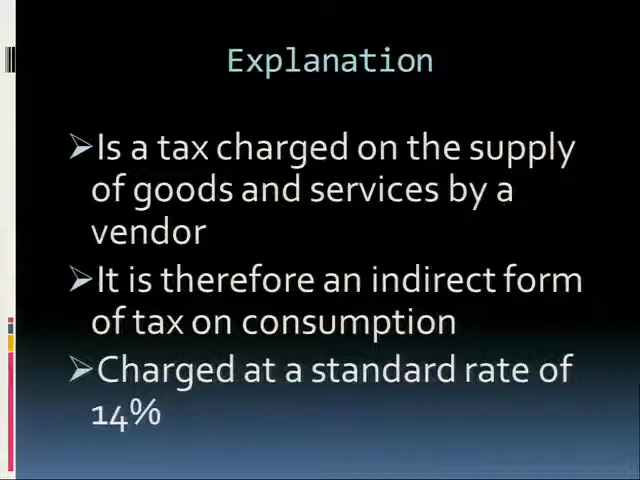 Explanation
➢Is a tax charged on the supply
of goods and services by a
vendor
➢It is therefore an indirect form
of tax on consumption
➢Charged at a standard rate of
14%